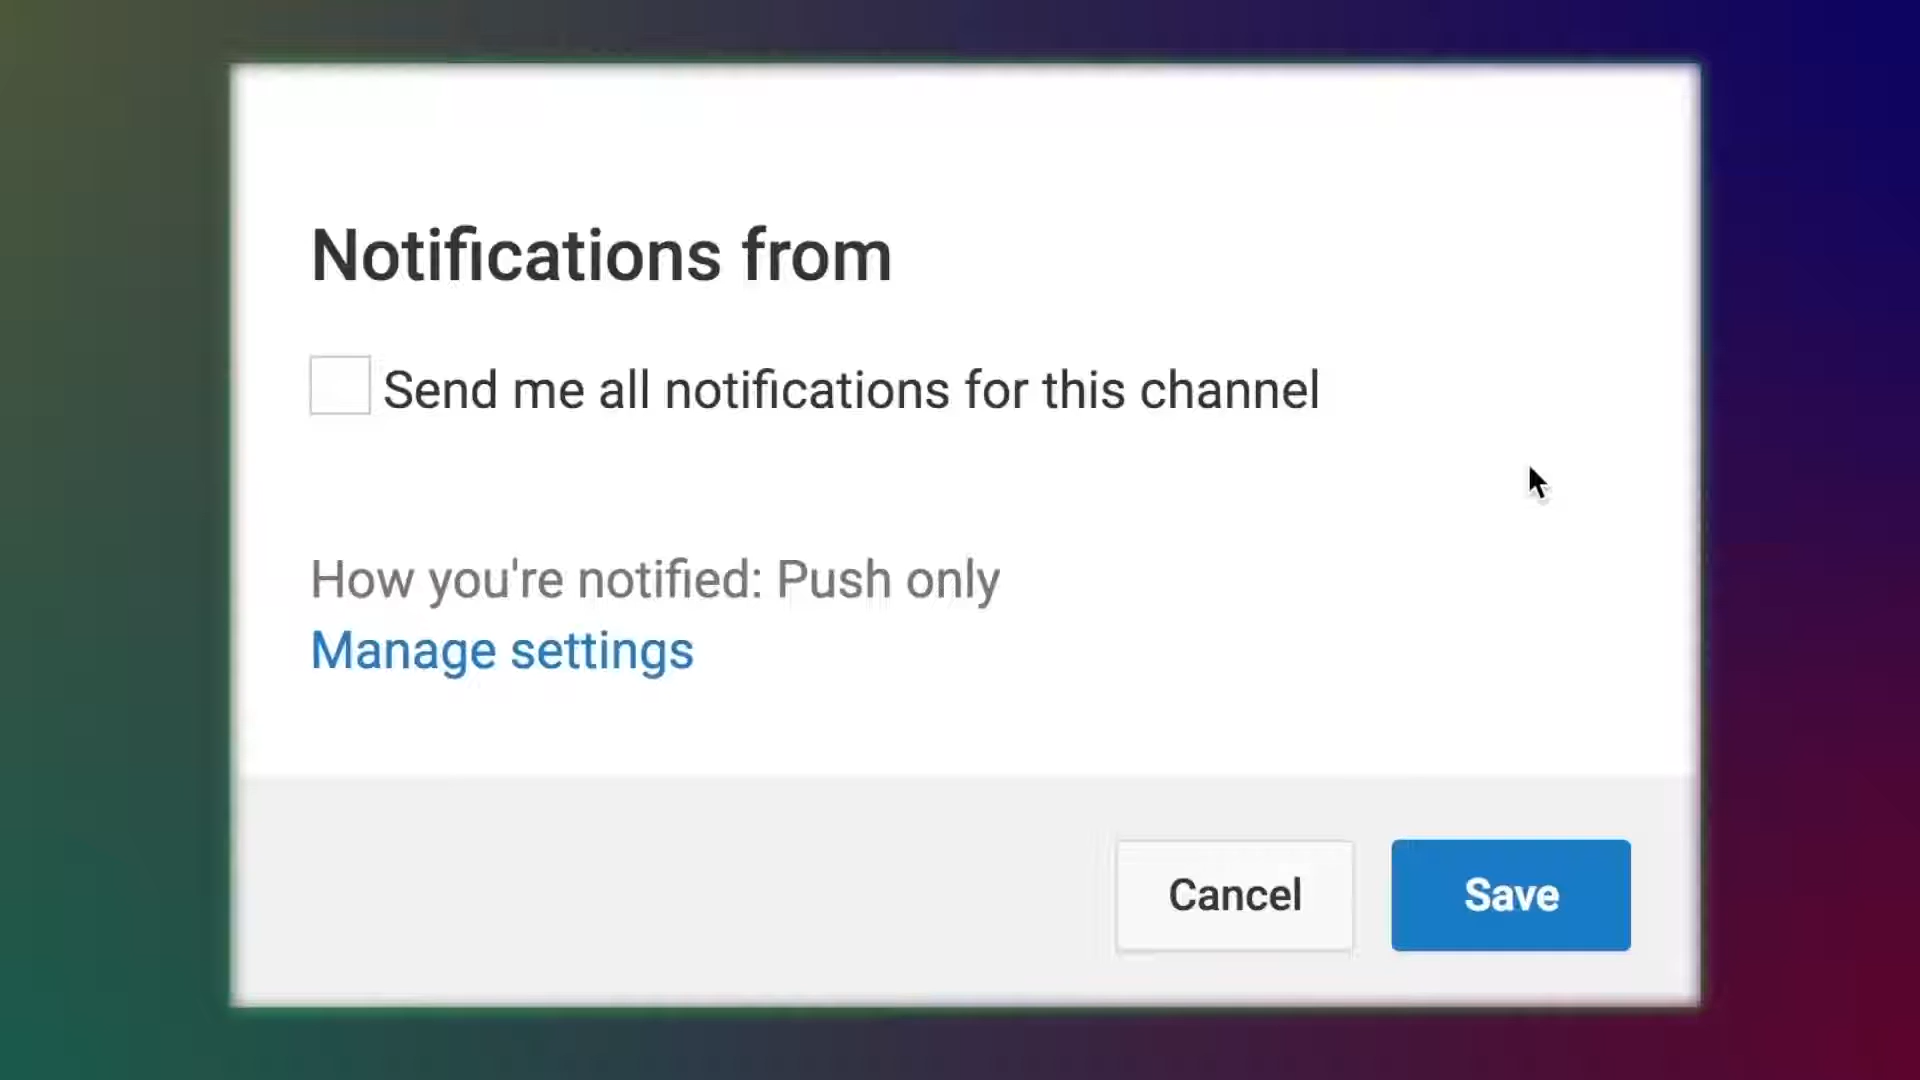 Notifications from
Send me all notifications for this channel
How you're notified: Push only
Manage settings
Cancel
Save